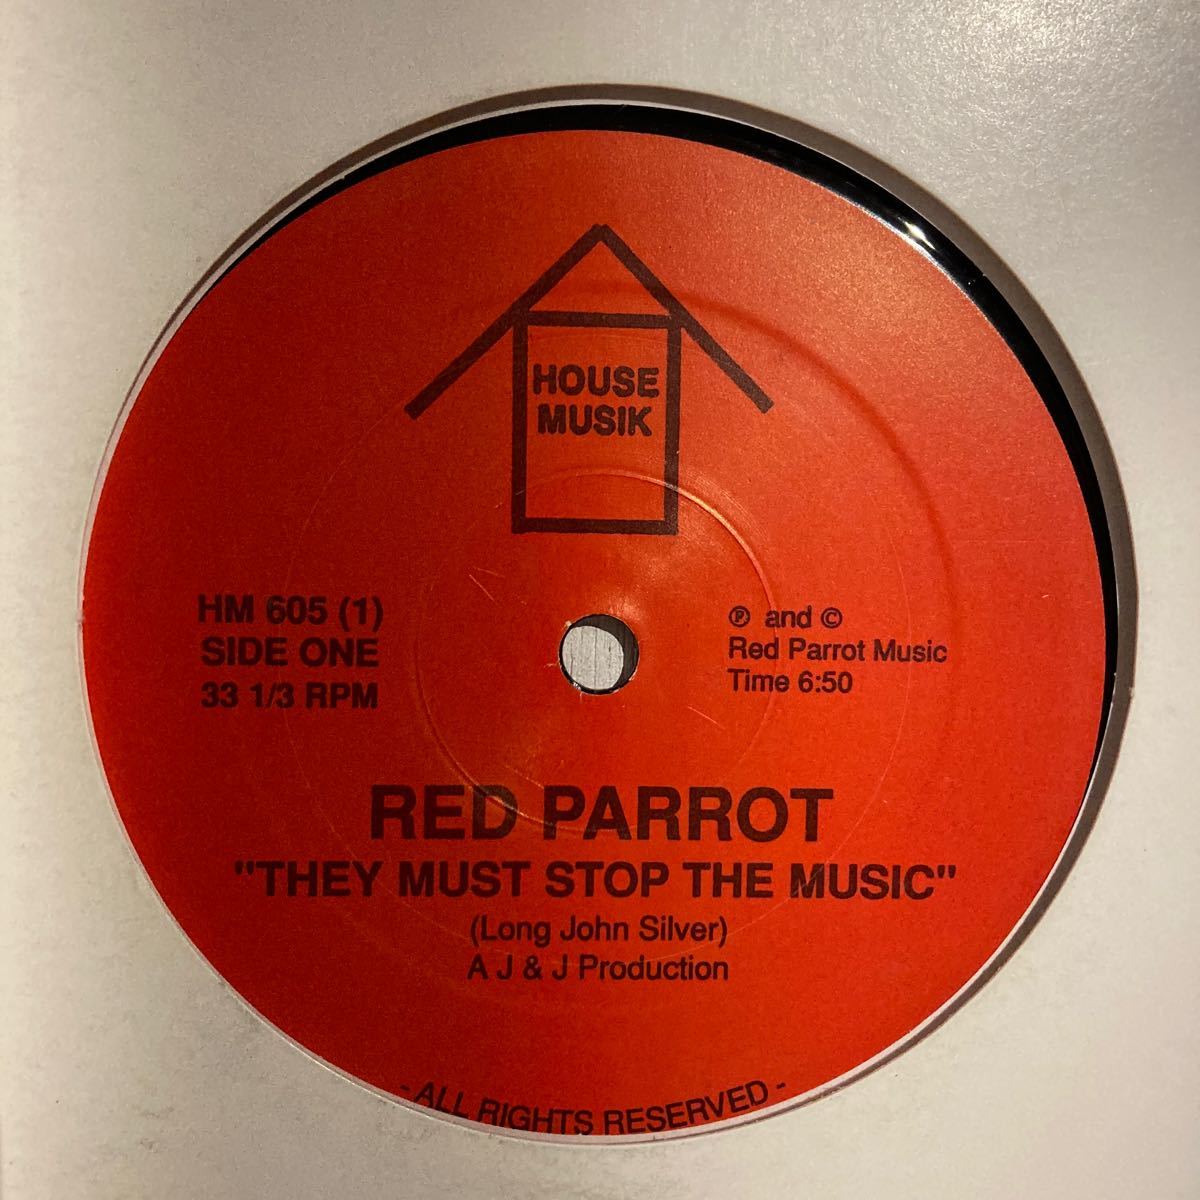 HOUSE
MUSIK
HM 605 (1)
SIDE ONE
33 1/3 RPM
℗ and ©
Red Parrot Music
Time 6:50
RED PARROT
"THEY MUST STOP THE MUSIC"
(Long John Silver)
A J & J Production
- ALL RIGHTS RESERVED -